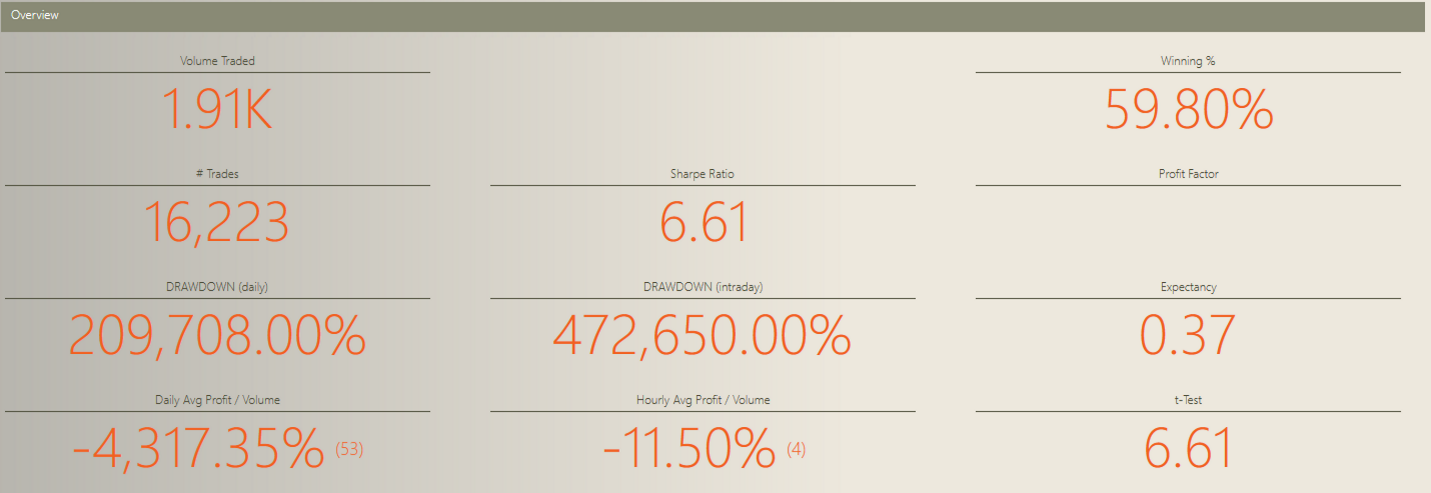 Overview
Volume Traded
1.91K
Winning %
59.80%
# Trades
16,223
Sharpe Ratio
6.61
Profit Factor
DRAWDOWN (daily)
209,708.00%
DRAWDOWN (intraday)
472,650.00%
Expectancy
0.37
Daily Avg Profit / Volume
-4,317.35% (53)
Hourly Avg Profit / Volume
-11.50% (4)
t-Test
6.61